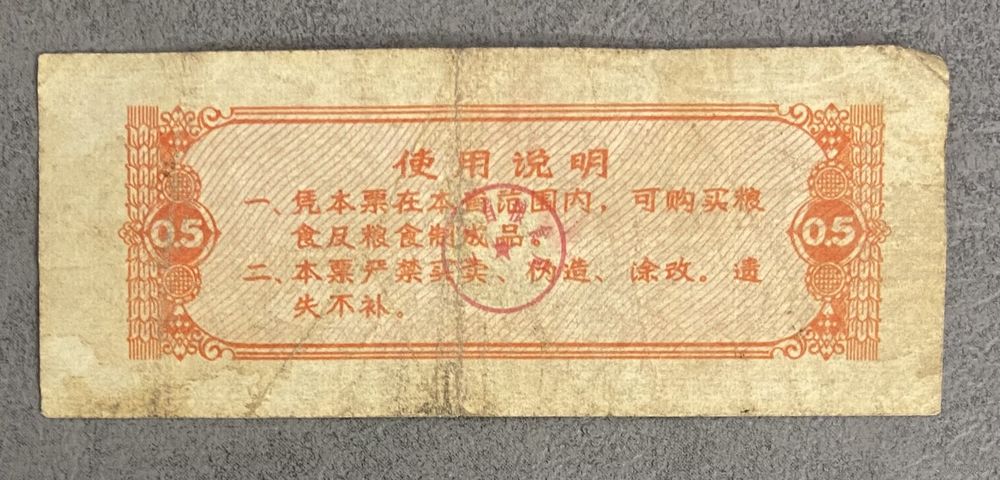 使用说明
一、凭本票在本省范围内，可购买粮
食及粮食制成品。
二、本票严禁买卖、伪造、涂改。遗
失不补。
0.5
0.5